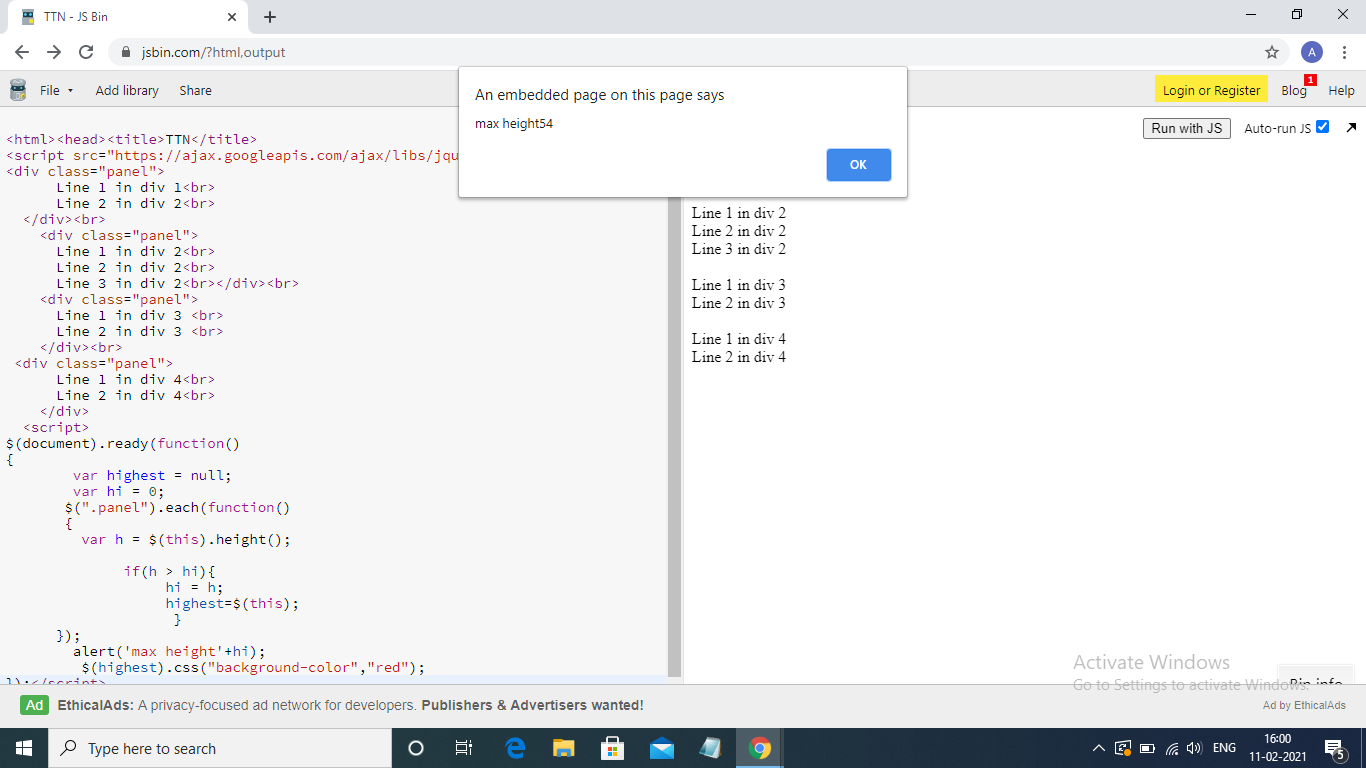 TTN - JS Bin
jsbin.com/?html,output
A
File
Add library
Share
Login or Register
Blog
1
Help
An embedded page on this page says
max height54
OK
Run with JS
Auto-run JS
<html><head><title>TTN</title>
<script src="https://ajax.googleapis.com/ajax/libs/jqu
<div class="panel">
Line 1 in div 1<br>
Line 2 in div 2<br>
</div><br>
<div class="panel">
Line 1 in div 2<br>
Line 2 in div 2<br>
Line 3 in div 2<br></div><br>
<div class="panel">
Line 1 in div 3 <br>
Line 2 in div 3 <br>
</div><br>
<div class="panel">
Line 1 in div 4<br>
Line 2 in div 4<br>
</div>
<script>
$(document).ready(function()
{
var highest = null;
var hi = 0;
$(".panel").each(function()
{
var h = $(this).height();
if(h > hi){
hi = h;
highest=$(this);
}
});
alert('max height'+hi);
$(highest).css("background-color","red");
});</script>
Line 1 in div 2
Line 2 in div 2
Line 3 in div 2
Line 1 in div 3
Line 2 in div 3
Line 1 in div 4
Line 2 in div 4
Activate Windows
Go to Settings to activate Windows.
Bin info
Ad EthicalAds: A privacy-focused ad network for developers. Publishers & Advertisers wanted!
Ad by EthicalAds
Type here to search
ENG
16:00
11-02-2021
5